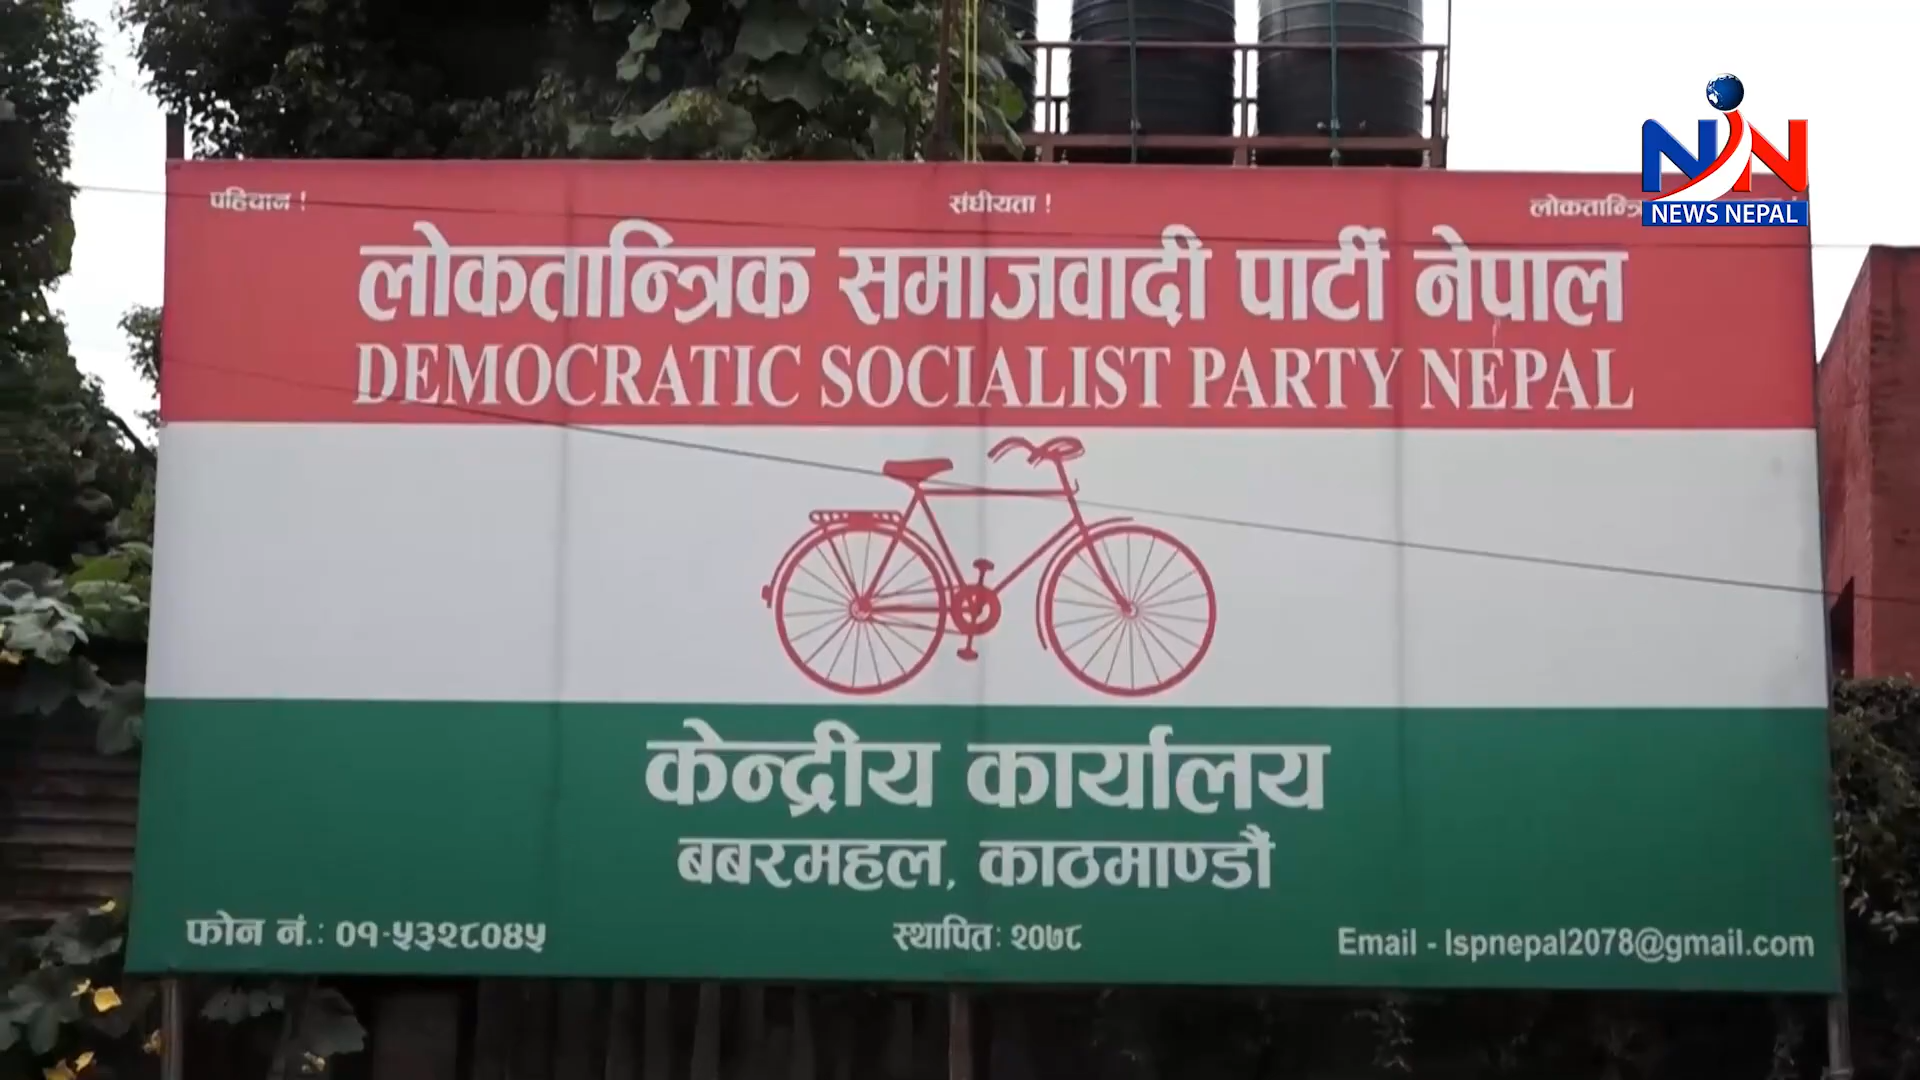 पहिचान ! संघीयता !
लोकतान्त्रिक समाजवादी पार्टी नेपाल
DEMOCRATIC SOCIALIST PARTY NEPAL
केन्द्रीय कार्यालय
बबरमहल, काठमाण्डौं
फोन नं.: ०१-५३२८०४५ स्थापित: २०७८ Email - lspnepal2078@gmail.com
NN
NEWS NEPAL